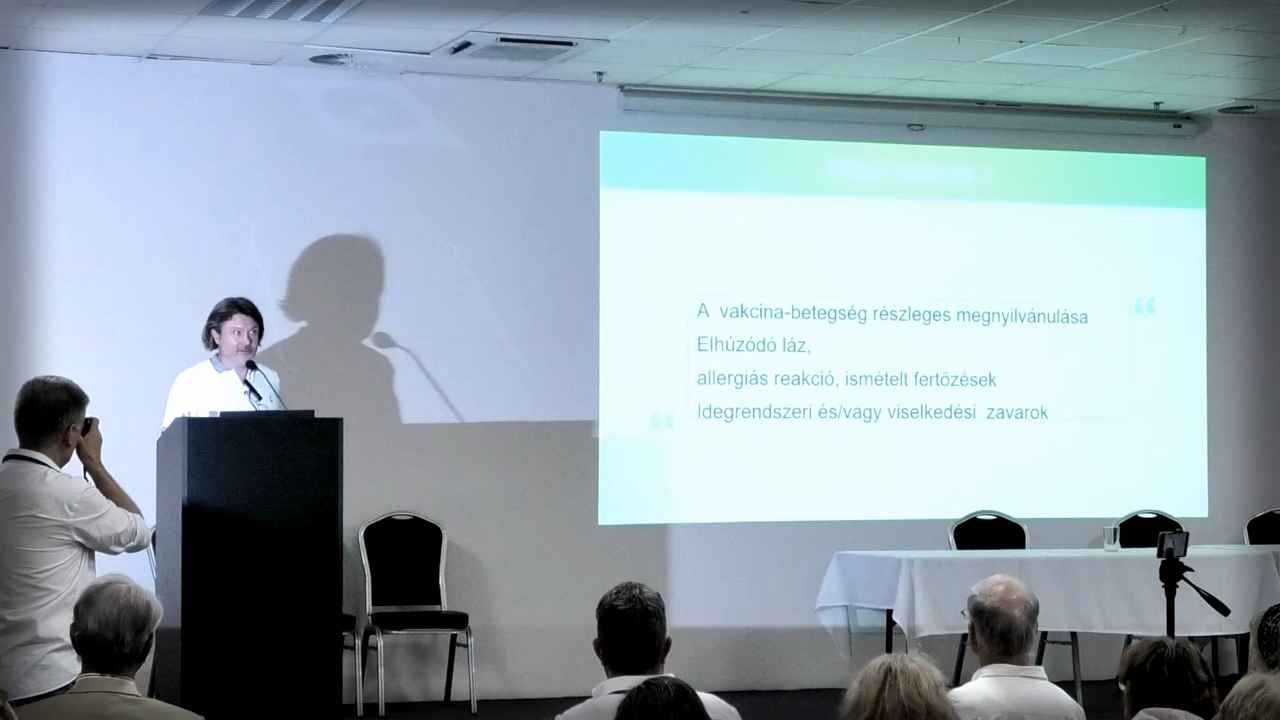 A vakcina-betegség részleges megnyilvánulása
Elhúzódó láz,
allergiás reakció, ismételt fertőzések
Idegrendszeri és/vagy viselkedési zavarok